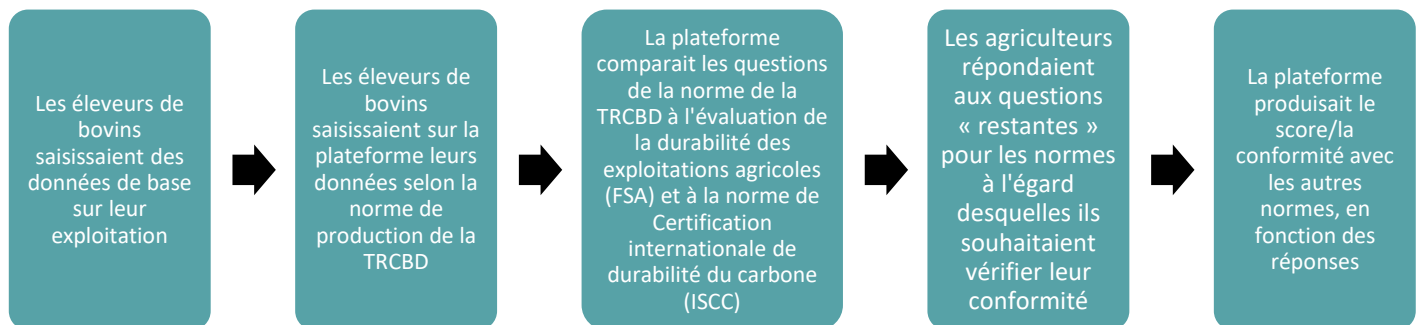 Les éleveurs de
bovins
saisissaient des
données de base
sur leur
exploitation
Les éleveurs de
bovins
saisissaient sur la
plateforme leurs
données selon la
norme de
production de la
TRCBD
La plateforme
comparait les questions
de la norme de la
TRCBD à l'évaluation de
la durabilité des
exploitations agricoles
(FSA) et à la norme de
Certification
internationale de
durabilité du carbone
(ISCC)
Les agriculteurs
répondaient
aux questions
« restantes »
pour les normes
à l'égard
desquelles ils
souhaitaient
vérifier leur
conformité
La plateforme
produisait le
score/la
conformité avec
les autres
normes, en
fonction des
réponses